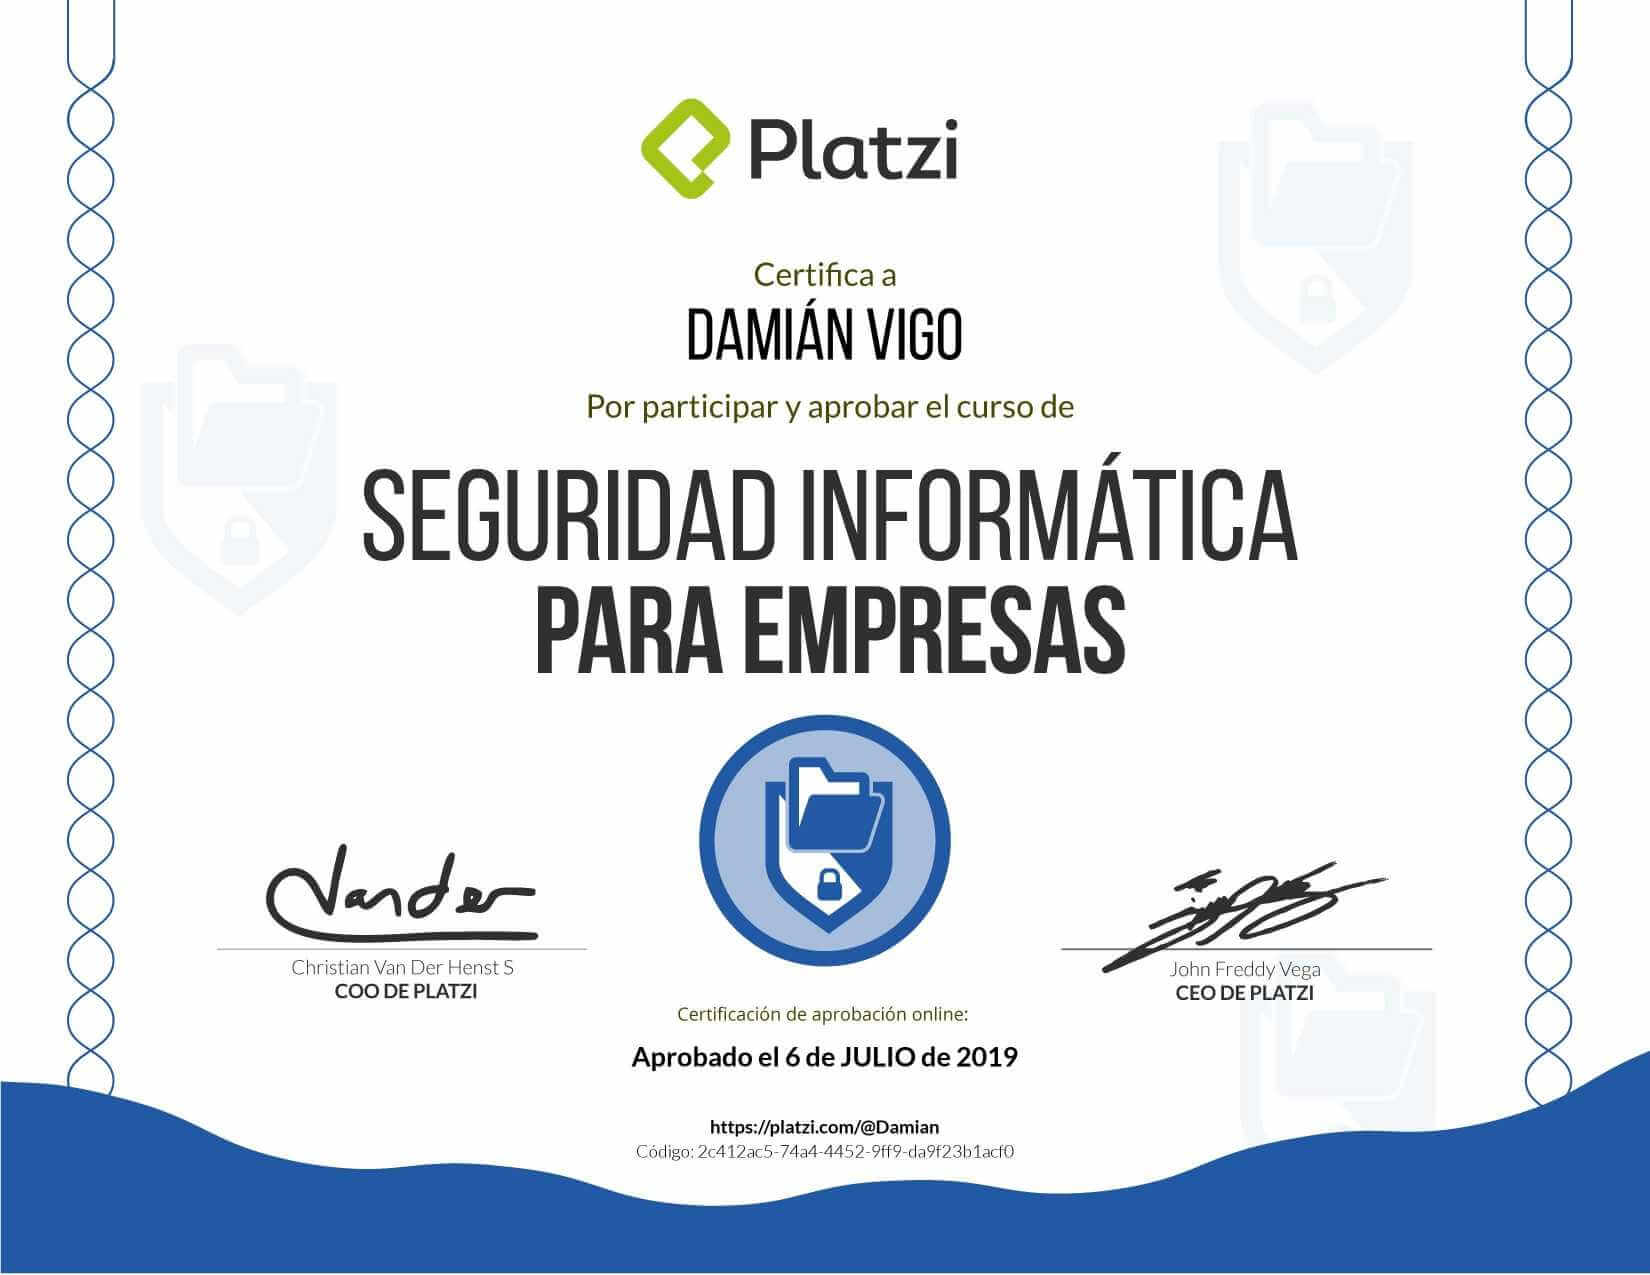 Platzi
Certifica a
DAMIÁN VIGO
Por participar y aprobar el curso de
SEGURIDAD INFORMÁTICA
PARA EMPRESAS
Vander
Christian Van Der Henst S
COO DE PLATZI
John Freddy Vega
CEO DE PLATZI
Certificación de aprobación online:
Aprobado el 6 de JULIO de 2019
https://platzi.com/@Damian
Código: 2c412ac5-74a4-4452-9ff9-da9f23b1acf0